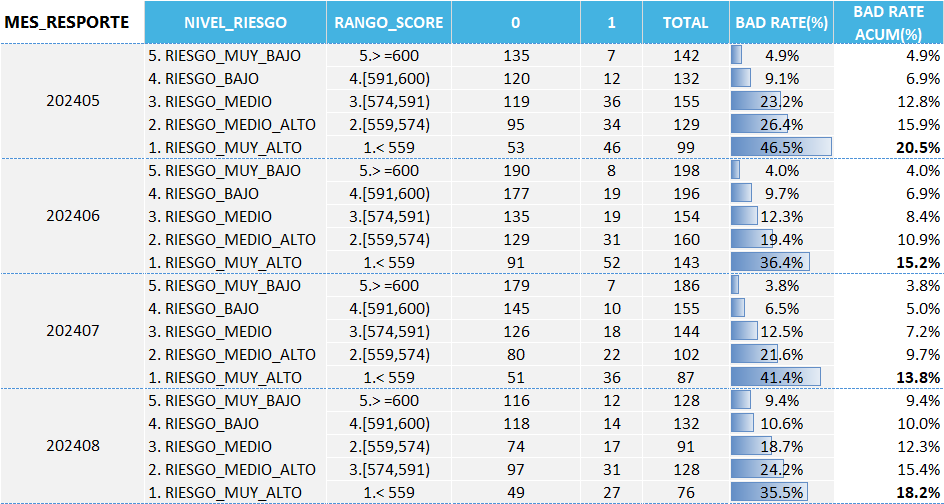 MES_RESPORTE NIVEL_RIESGO RANGO_SCORE 0 1 TOTAL BAD RATE(%) BAD RATE ACUM(%)
202405
5. RIESGO_MUY_BAJO 5.> =600 135 7 142 4.9% 4.9%
4. RIESGO_BAJO 4.[591,600) 120 12 132 9.1% 6.9%
3. RIESGO_MEDIO 3.[574,591) 119 36 155 23.2% 12.8%
2. RIESGO_MEDIO_ALTO 2.[559,574) 95 34 129 26.4% 15.9%
1. RIESGO_MUY_ALTO 1.< 559 53 46 99 46.5% 20.5%
202406
5. RIESGO_MUY_BAJO 5.> =600 190 8 198 4.0% 4.0%
4. RIESGO_BAJO 4.[591,600) 177 19 196 9.7% 6.9%
3. RIESGO_MEDIO 3.[574,591) 135 19 154 12.3% 8.4%
2. RIESGO_MEDIO_ALTO 2.[559,574) 129 31 160 19.4% 10.9%
1. RIESGO_MUY_ALTO 1.< 559 91 52 143 36.4% 15.2%
202407
5. RIESGO_MUY_BAJO 5.> =600 179 7 186 3.8% 3.8%
4. RIESGO_BAJO 4.[591,600) 145 10 155 6.5% 5.0%
3. RIESGO_MEDIO 3.[574,591) 126 18 144 12.5% 7.2%
2. RIESGO_MEDIO_ALTO 2.[559,574) 80 22 102 21.6% 9.7%
1. RIESGO_MUY_ALTO 1.< 559 51 36 87 41.4% 13.8%
202408
5. RIESGO_MUY_BAJO 5.> =600 116 12 128 9.4% 9.4%
4. RIESGO_BAJO 4.[591,600) 118 14 132 10.6% 10.0%
3. RIESGO_MEDIO 2.[559,574) 74 17 91 18.7% 12.3%
2. RIESGO_MEDIO_ALTO 3.[574,591) 97 31 128 24.2% 15.4%
1. RIESGO_MUY_ALTO 1.< 559 49 27 76 35.5% 18.2%